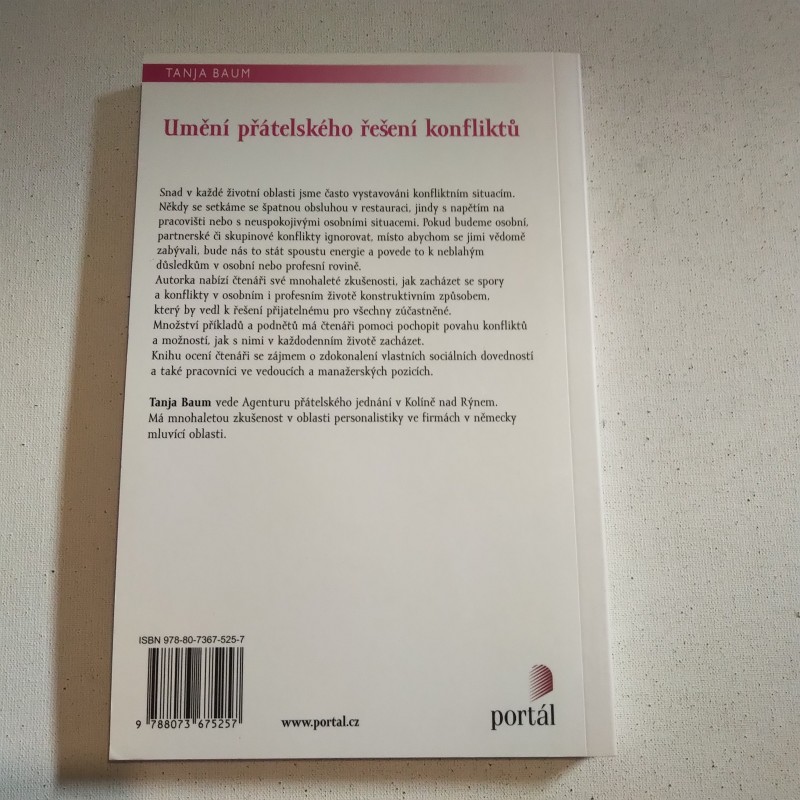 TANJA BAUM
Umění přátelského řešení konfliktů
Snad v každé životní oblasti jsme často vystavováni konfliktním situacím.
Někdy se setkáme se špatnou obsluhou v restauraci, jindy s napětím na
pracovišti nebo s neuspokojivými osobními situacemi. Pokud budeme osobní,
partnerské či skupinové konflikty ignorovat, místo abychom se jimi vědomě
zabývali, bude nás to stát spoustu energie a povede to k neblahým
důsledkům v osobní nebo profesní rovině.
Autorka nabízí čtenáři své mnohaleté zkušenosti, jak zacházet se spory
a konflikty v osobním i profesním životě konstruktivním způsobem,
který by vedl k řešení přijatelnému pro všechny zúčastněné.
Množství příkladů a podnětů má čtenáři pomoci pochopit povahu konfliktů
a možností, jak s nimi v každodenním životě zacházet.
Knihu ocení čtenáři se zájmem o zdokonalení vlastních sociálních dovedností
a také pracovníci ve vedoucích a manažerských pozicích.
Tanja Baum vede Agenturu přátelského jednání v Kolíně nad Rýnem.
Má mnohaletou zkušenost v oblasti personalistiky ve firmách v německy
mluvící oblasti.
ISBN 978-80-7367-525-7
9 788073 675257
www.portal.cz
portál